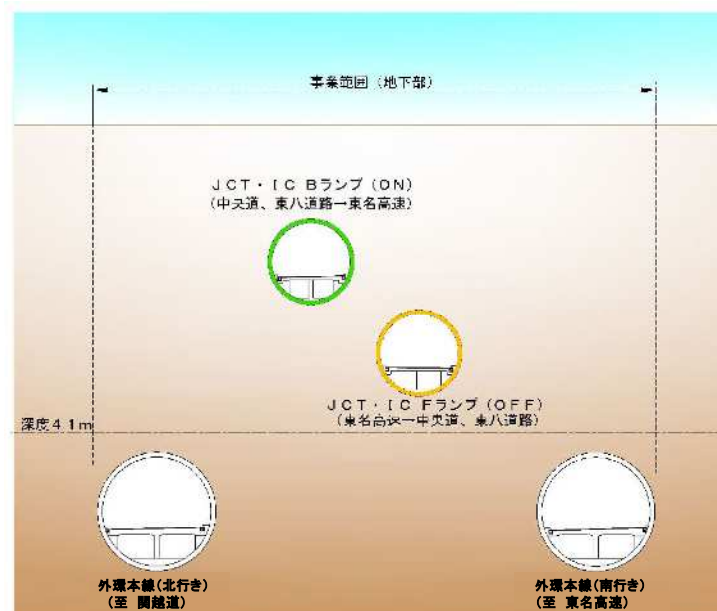 事業範囲（地下部）
ＪＣＴ・ＩＣ Ｂランプ（ＯＮ）
（中央道、東八道路→東名高速）
ＪＣＴ・ＩＣ Ｆランプ（ＯＦＦ）
（東名高速→中央道、東八道路）
深度４１ｍ
外環本線(北行き)
（至 関越道）
外環本線(南行き)
（至 東名高速）